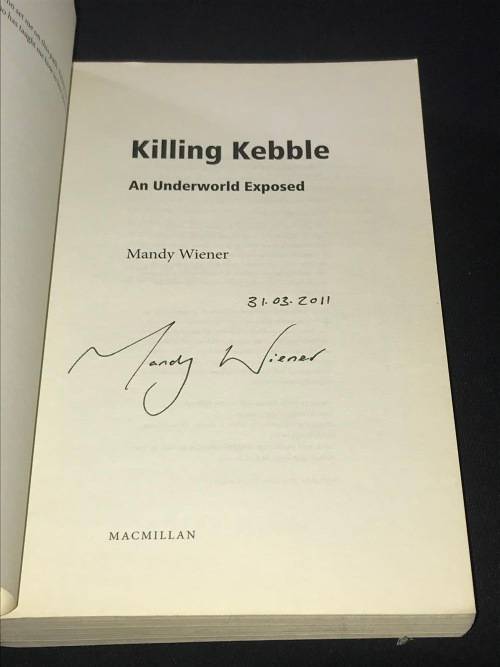 Killing Kebble
An Underworld Exposed
Mandy Wiener
31.03.2011
Mandy Wiener
MACMILLAN